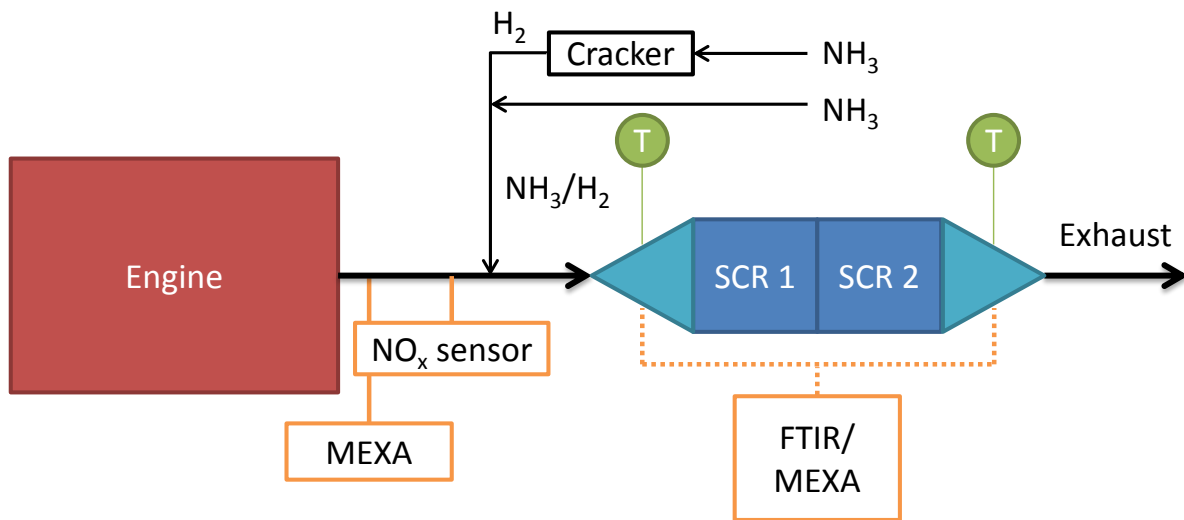 H₂
Cracker
NH₃
NH₃
T
T
NH₃/H₂
Exhaust
Engine
SCR 1
SCR 2
NOₓ sensor
MEXA
FTIR/
MEXA